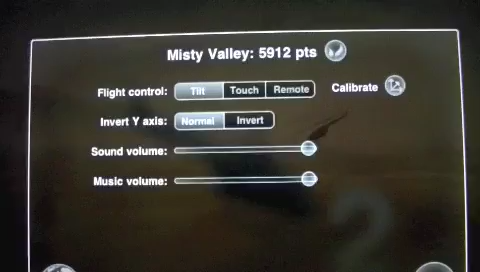 Misty Valley: 5912 pts
Flight control: Tilt Touch Remote Calibrate
Invert Y axis: Normal Invert
Sound volume:
Music volume: